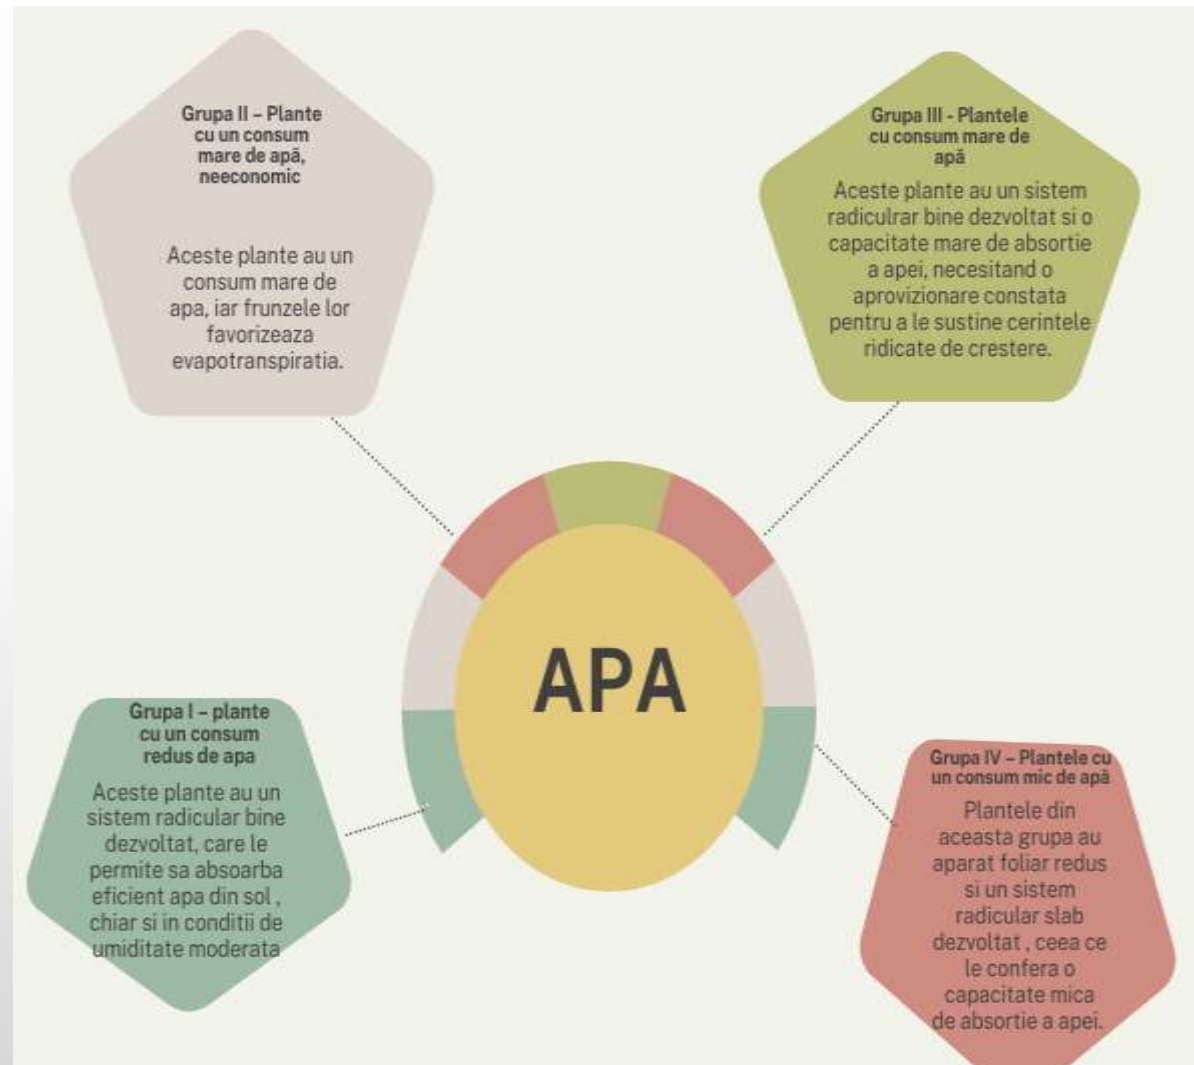 Grupa II – Plante
cu un consum
mare de apă,
neeconomic
Aceste plante au un
consum mare de
apa, iar frunzele lor
favorizeaza
evapotranspiratia.
Grupa III - Plantele
cu consum mare de
apă
Aceste plante au un sistem
radiculrar bine dezvoltat si o
capacitate mare de absortie
a apei, necesitand o
aprovizionare constata
pentru a le sustine cerintele
ridicate de crestere.
APA
Grupa I – plante
cu un consum
redus de apa
Aceste plante au un
sistem radicular bine
dezvoltat, care le
permite sa absoarba
eficient apa din sol ,
chiar si in conditii de
umiditate moderata
Grupa IV – Plantele cu
un consum mic de apă
Plantele din
aceasta grupa au
aparat foliar redus
si un sistem
radicular slab
dezvoltat , ceea ce
le confera o
capacitate mica
de absortie a apei.